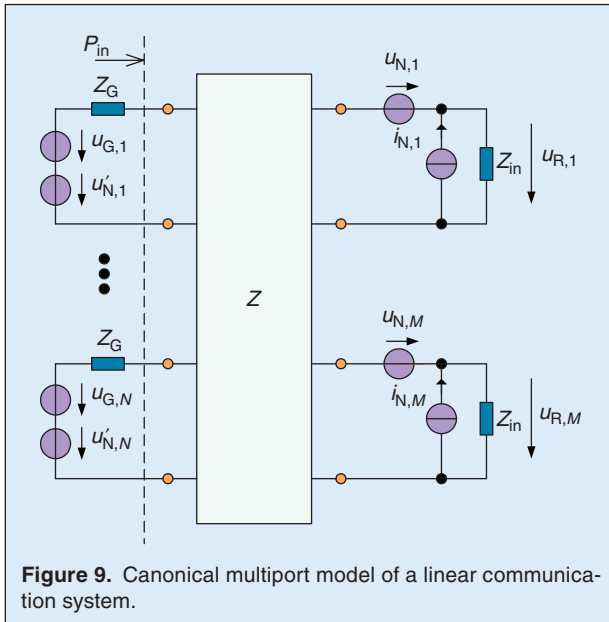 P_in
Z_G
u_G,1
u′_N,1
Z
u_N,1
i_N,1
Z_in
u_R,1
Z_G
u_G,N
u′_N,N
u_N,M
i_N,M
Z_in
u_R,M
Figure 9. Canonical multiport model of a linear communica-
tion system.